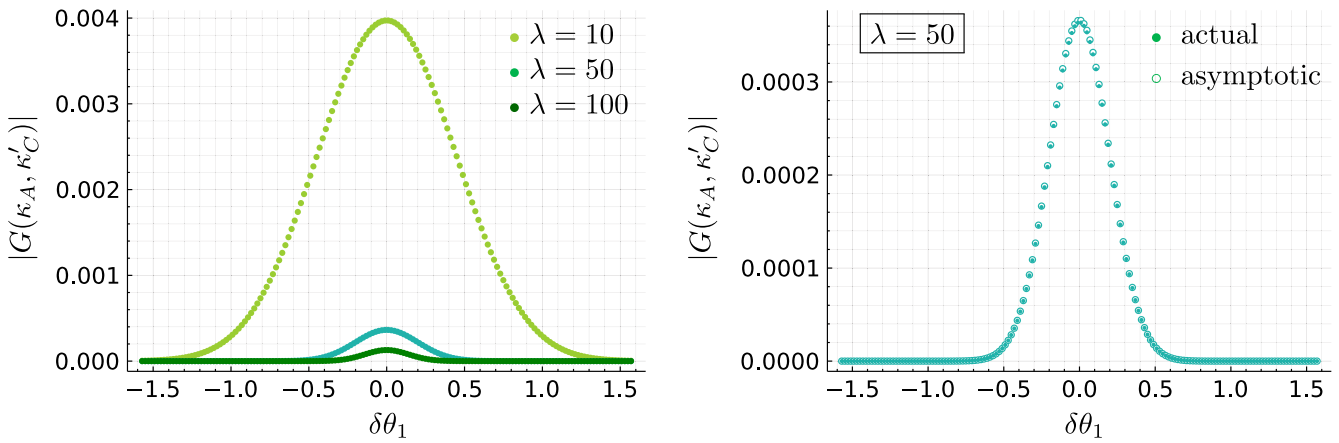 |G(κ_A, κ′_C)|
0.004
0.003
0.002
0.001
0.000
λ = 10
λ = 50
λ = 100
−1.5 −1.0 −0.5 0.0 0.5 1.0 1.5
δθ₁
|G(κ_A, κ′_C)|
0.0003
0.0002
0.0001
0.0000
λ = 50
actual
asymptotic
−1.5 −1.0 −0.5 0.0 0.5 1.0 1.5
δθ₁